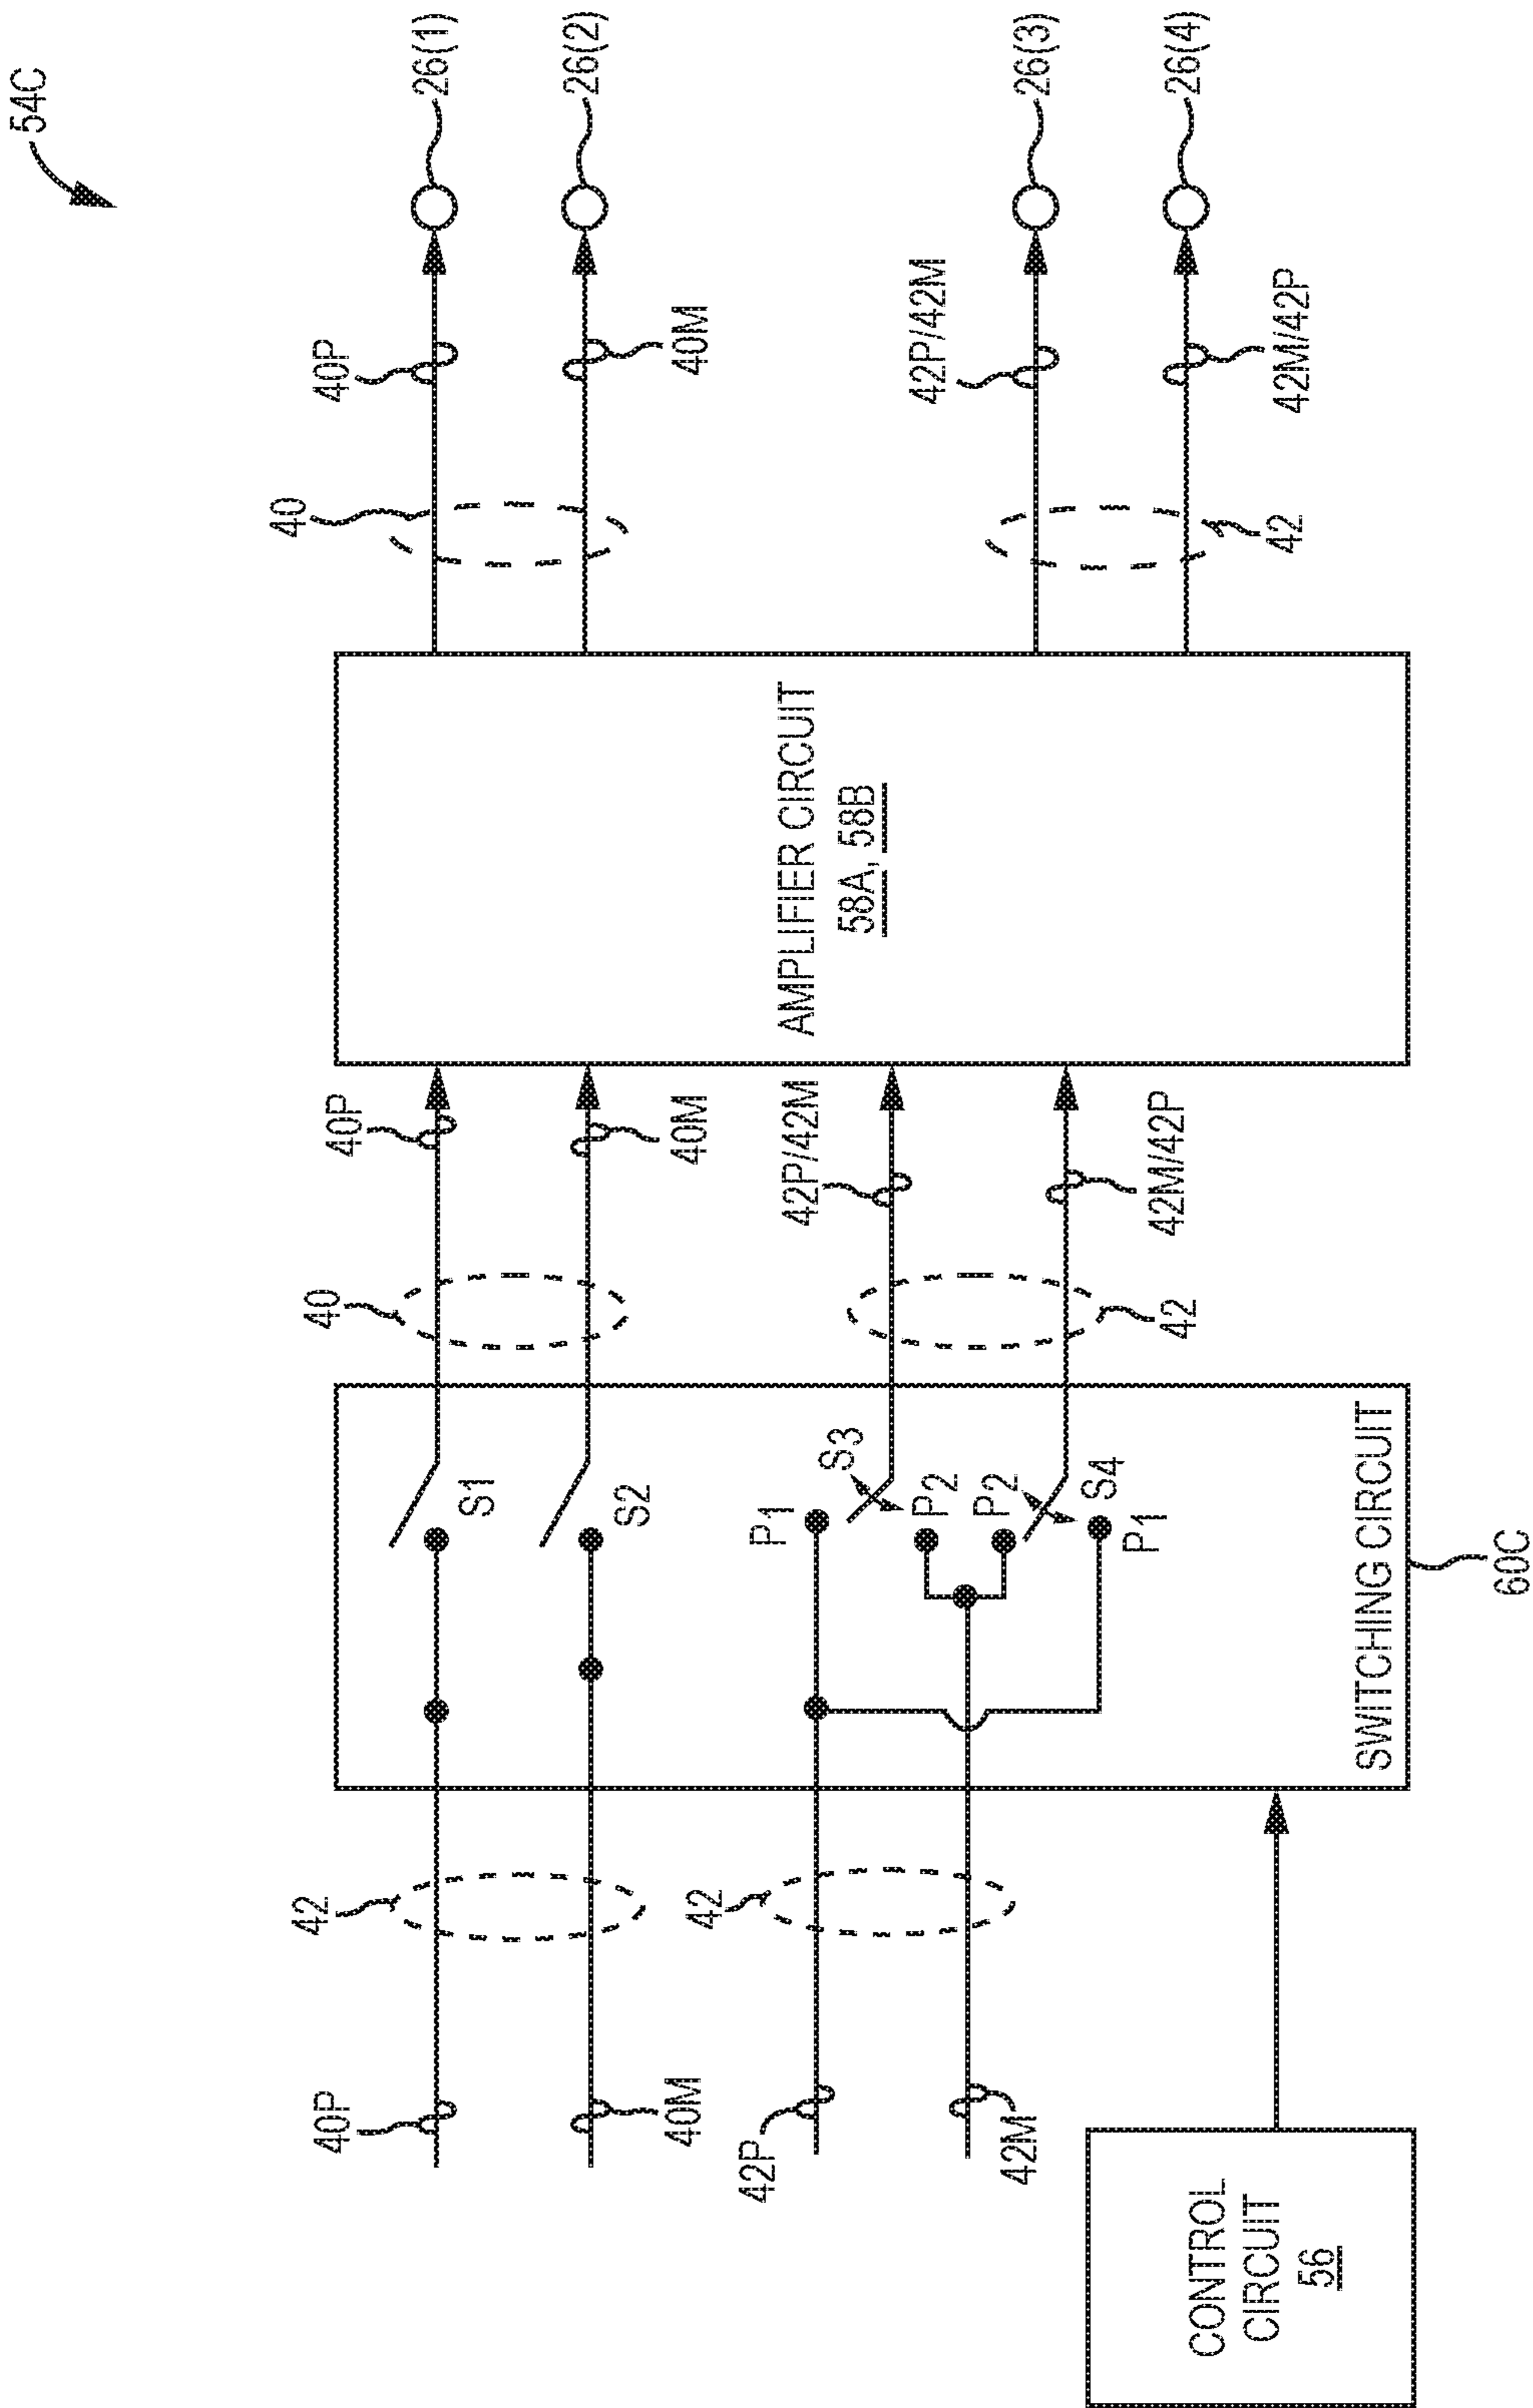 54C
40P
40M
42P
42M
42
42
CONTROL
CIRCUIT
56
S1
S2
P1
S3
P2
P2
S4
P1
SWITCHING CIRCUIT
60C
40
40P
40M
42P/42M
42M/42P
42
AMPLIFIER CIRCUIT
58A, 58B
40
40P
40M
42P/42M
42M/42P
42
26(1)
26(2)
26(3)
26(4)